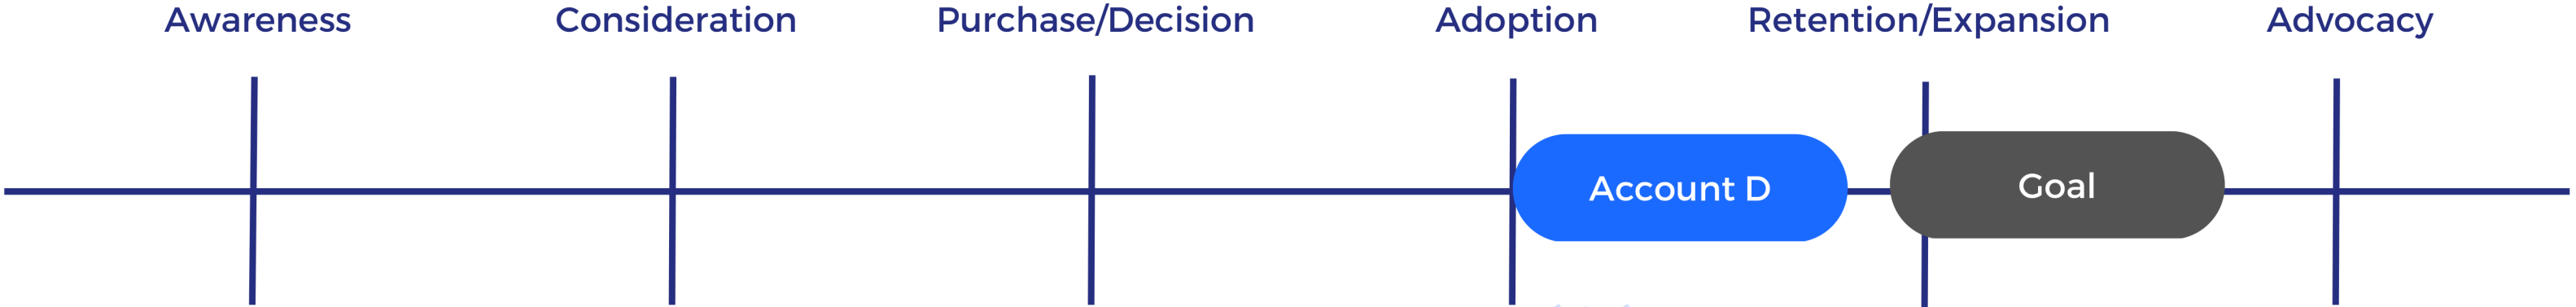 Awareness
Consideration
Purchase/Decision
Adoption
Retention/Expansion
Advocacy
Account D
Goal